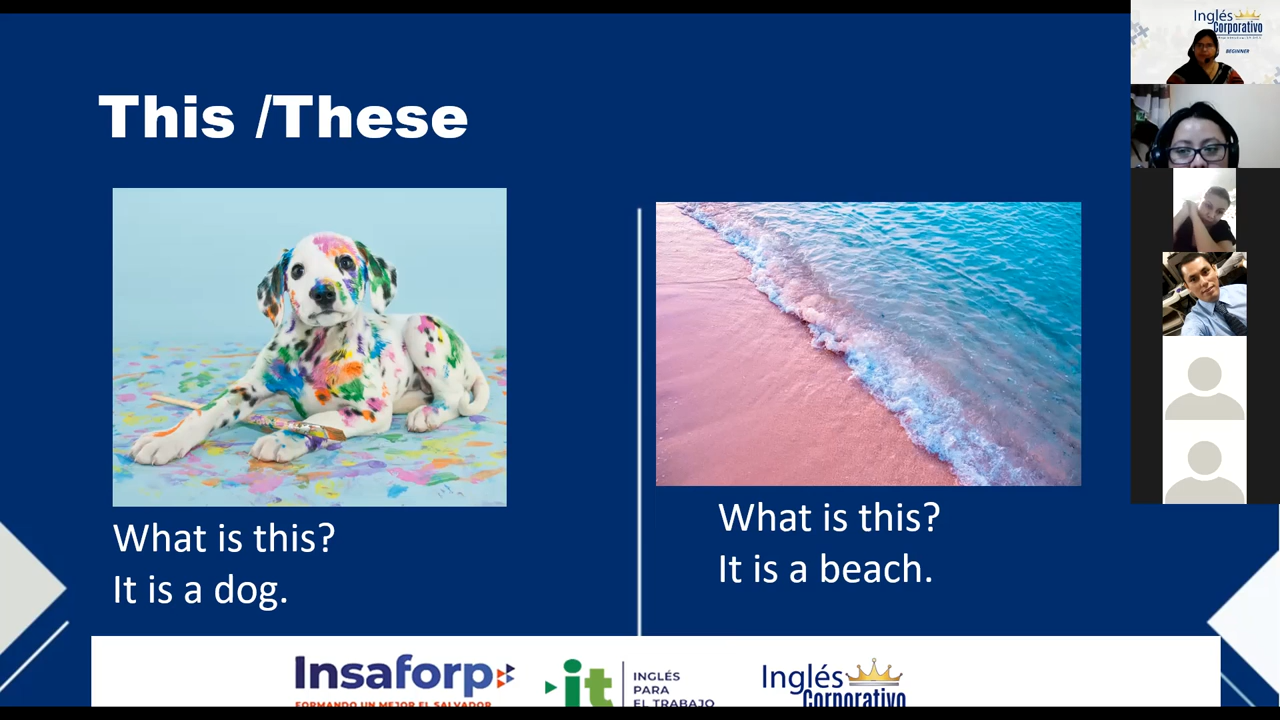 This /These
What is this?
It is a dog.
What is this?
It is a beach.
Insaforp
FORMANDO UN MEJOR EL SALVADOR
it
INGLÉS
PARA
EL TRABAJO
Inglés
Corporativo
Inglés
Corporativo
BEGINNER